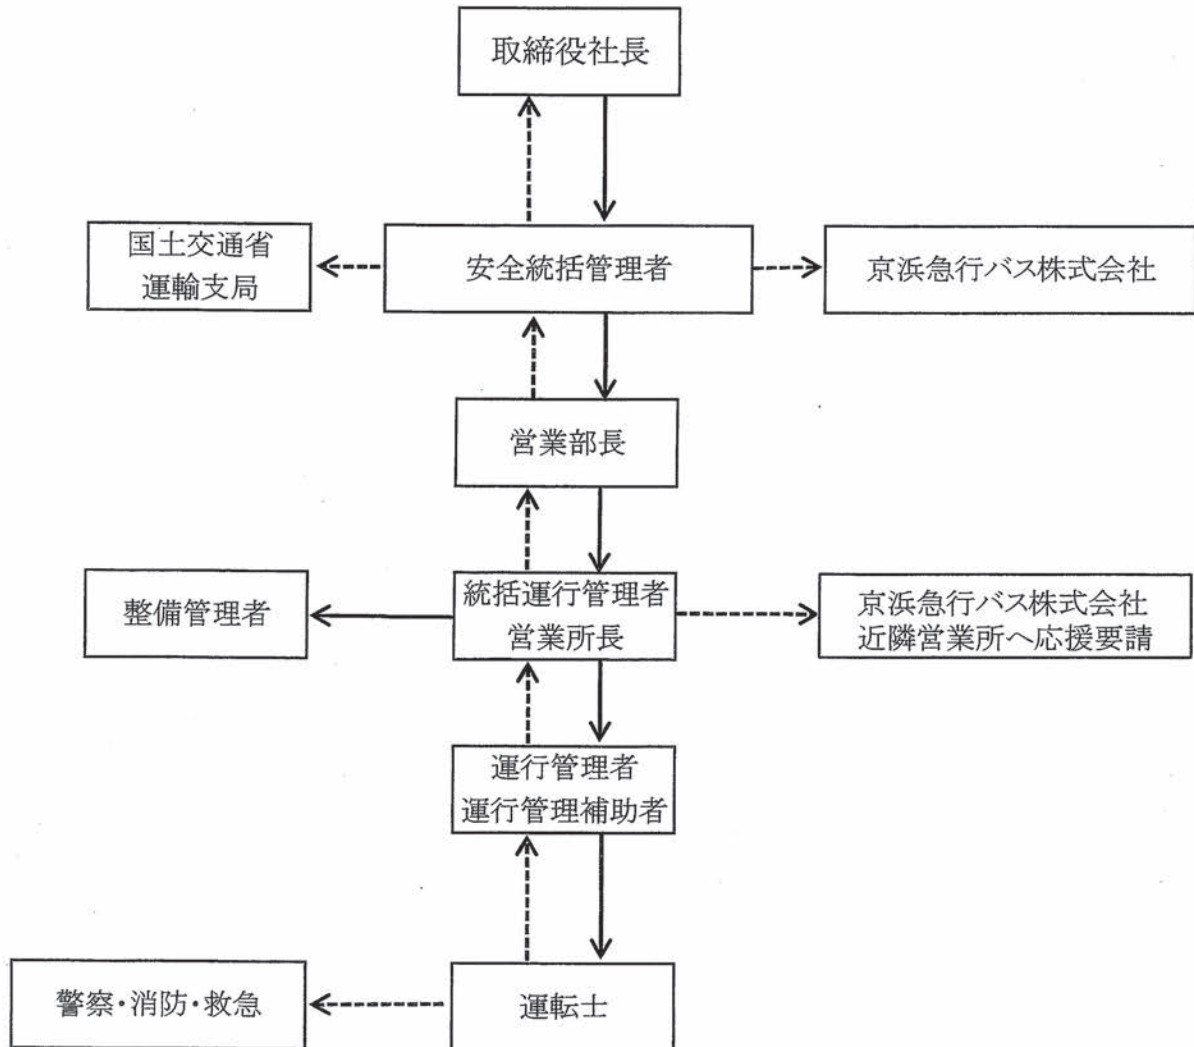 取締役社長
国土交通省
運輸支局
安全統括管理者
京浜急行バス株式会社
営業部長
整備管理者
統括運行管理者
営業所長
京浜急行バス株式会社
近隣営業所へ応援要請
運行管理者
運行管理補助者
警察・消防・救急
運転士